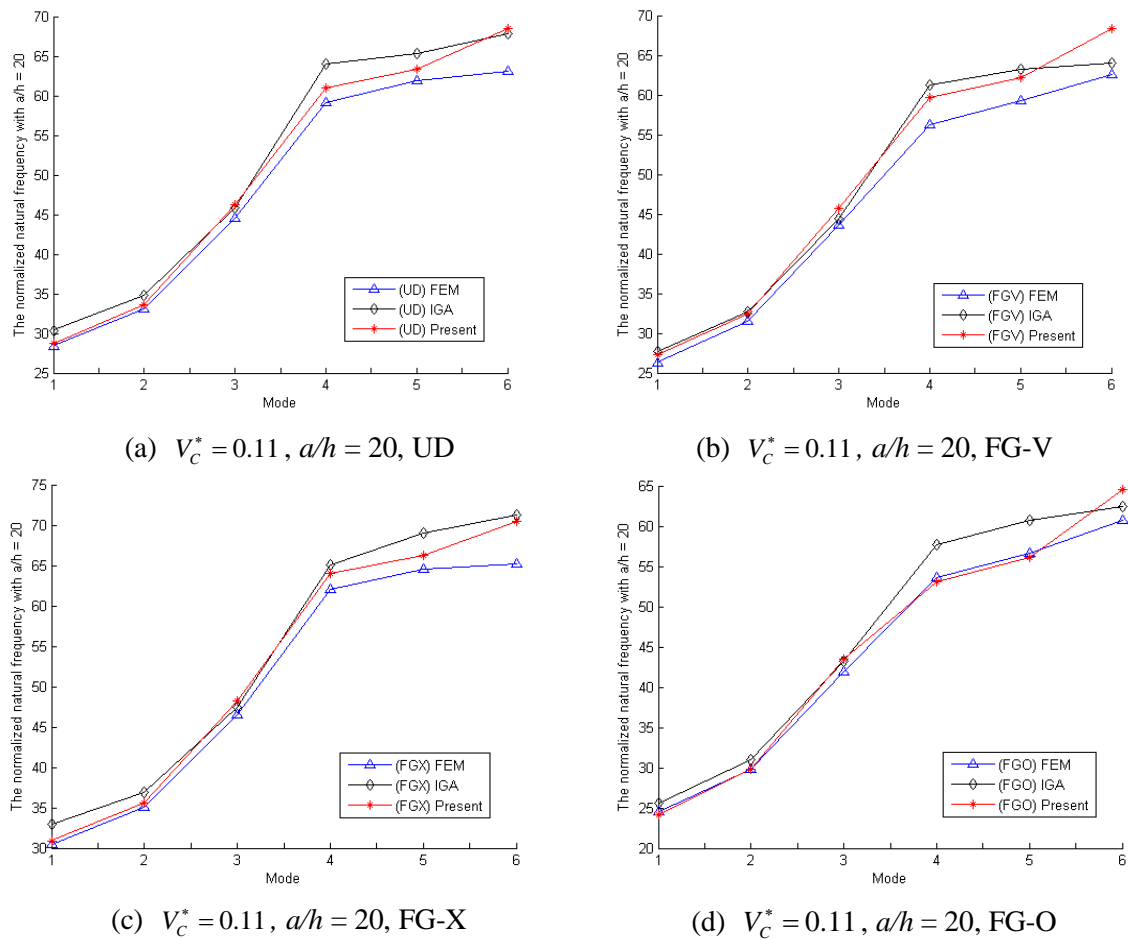 The normalized natural frequency with a/h = 20
70
65
60
55
50
45
40
35
30
25
1 2 3 4 5 6
Mode
(UD) FEM
(UD) IGA
(UD) Present
(a) V*C = 0.11 , a/h = 20, UD
The normalized natural frequency with a/h = 20
70
65
60
55
50
45
40
35
30
25
1 2 3 4 5 6
Mode
(FGV) FEM
(FGV) IGA
(FGV) Present
(b) V*C = 0.11 , a/h = 20, FG-V
The normalized natural frequency with a/h = 20
75
70
65
60
55
50
45
40
35
30
1 2 3 4 5 6
Mode
(FGX) FEM
(FGX) IGA
(FGX) Present
(c) V*C = 0.11 , a/h = 20, FG-X
The normalized natural frequency with a/h = 20
65
60
55
50
45
40
35
30
25
20
1 2 3 4 5 6
Mode
(FGO) FEM
(FGO) IGA
(FGO) Present
(d) V*C = 0.11 , a/h = 20, FG-O